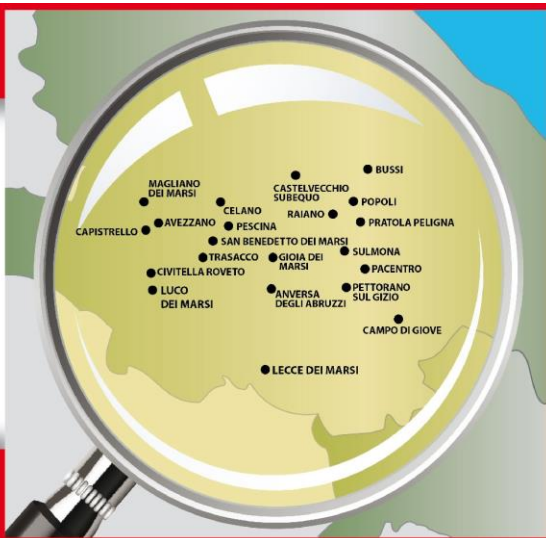 BUSSI
MAGLIANO
DEI MARSI
CASTELVECCHIO
SUBEQUO
CELANO
POPOLI
RAIANO
PRATOLA PELIGNA
AVEZZANO
CAPISTRELLO
PESCINA
SAN BENEDETTO DEI MARSI
SULMONA
TRASACCO
GIOIA DEI
MARSI
CIVITELLA ROVETO
PACENTRO
LUCO
DEI MARSI
ANVERSA
DEGLI ABRUZZI
PETTORANO
SUL GIZIO
CAMPO DI GIOVE
LECCE DEI MARSI